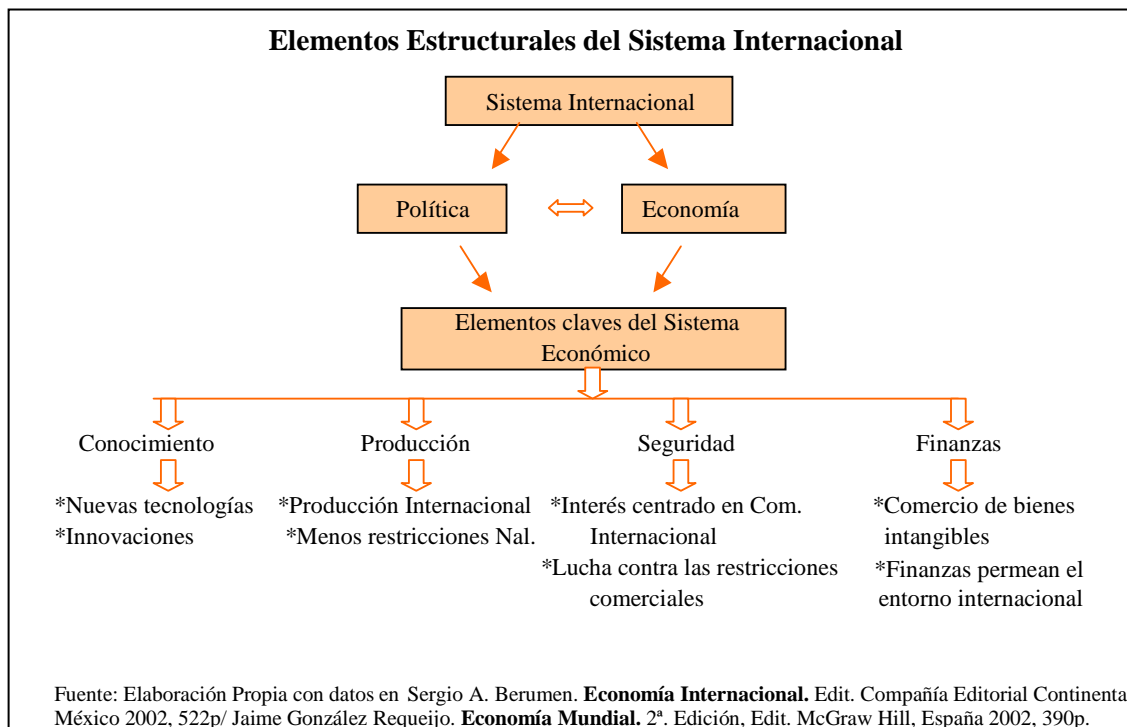 Elementos Estructurales del Sistema Internacional
Sistema Internacional
Política
Economía
Elementos claves del Sistema
Económico
Conocimiento
Producción
Seguridad
Finanzas
*Nuevas tecnologías
*Innovaciones
*Producción Internacional
*Menos restricciones Nal.
*Interés centrado en Com.
Internacional
*Lucha contra las restricciones
comerciales
*Comercio de bienes
intangibles
*Finanzas permean el
entorno internacional
Fuente: Elaboración Propia con datos en Sergio A. Berumen. Economía Internacional. Edit. Compañía Editorial Continenta
México 2002, 522p/ Jaime González Requeijo. Economía Mundial. 2ª. Edición, Edit. McGraw Hill, España 2002, 390p.